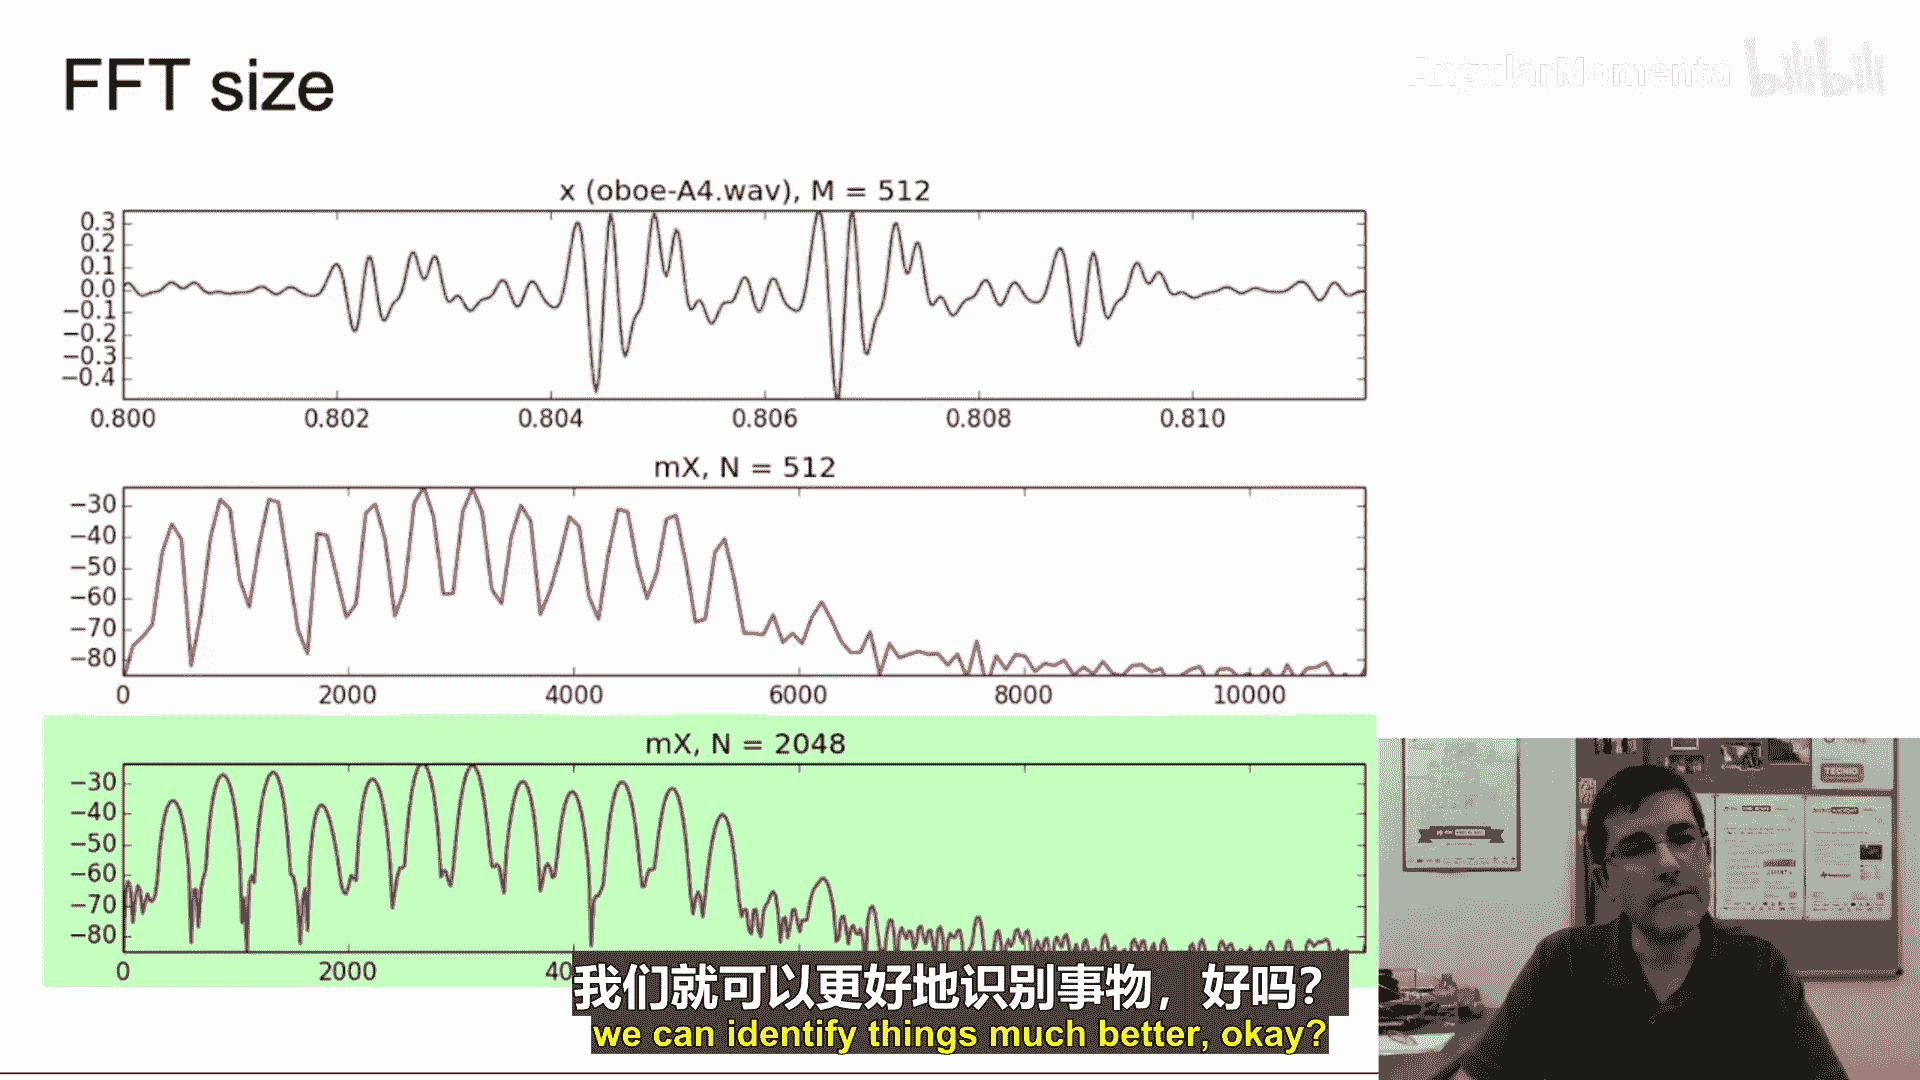 FFT size
AngularMomenta bilibili
x (oboe-A4.wav), M = 512
0.3
0.2
0.1
0.0
−0.1
−0.2
−0.3
−0.4
0.800 0.802 0.804 0.806 0.808 0.810
mX, N = 512
−30
−40
−50
−60
−70
−80
0 2000 4000 6000 8000 10000
mX, N = 2048
−30
−40
−50
−60
−70
−80
0 2000 40
TECNIO
我们就可以更好地识别事物，好吗？
we can identify things much better, okay?